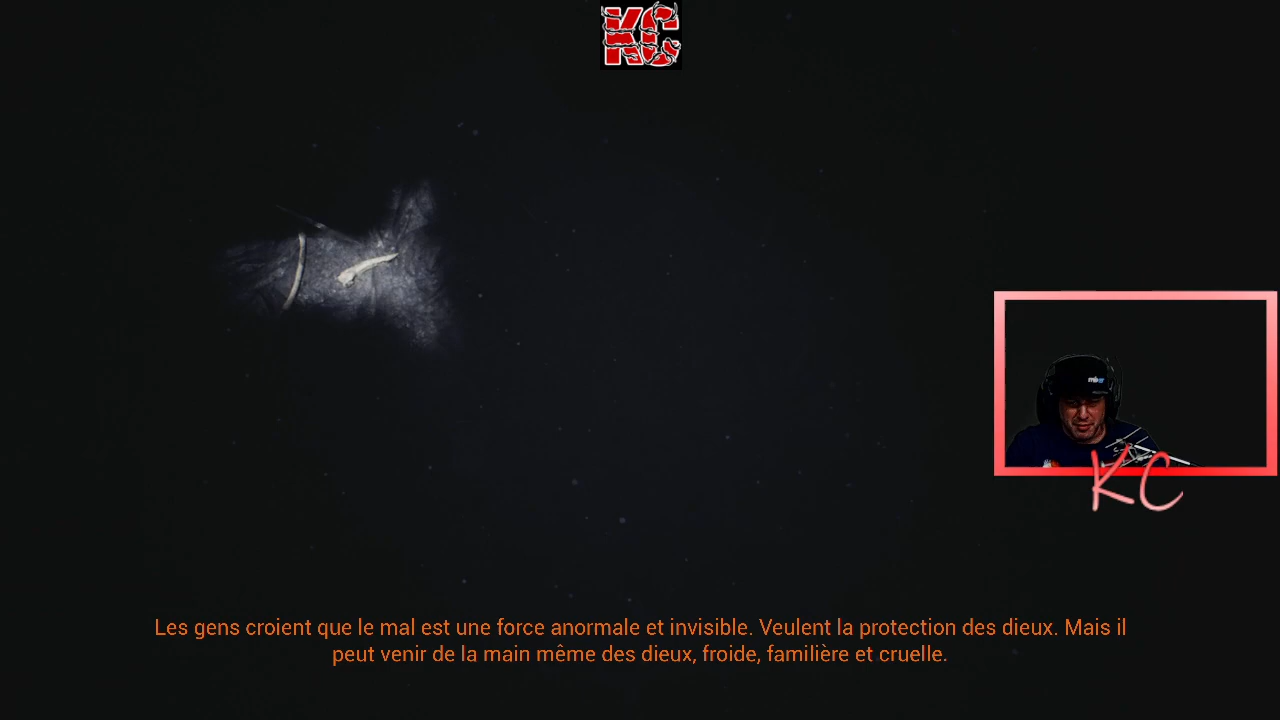 KC
KC
Les gens croient que le mal est une force anormale et invisible. Veulent la protection des dieux. Mais il
peut venir de la main même des dieux, froide, familière et cruelle.